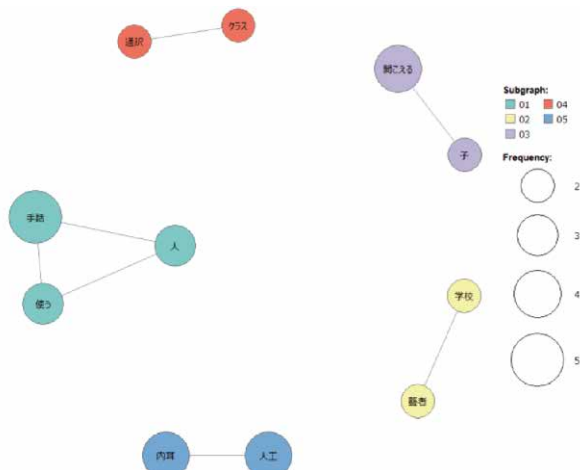 クラス
選択
聞こえる
子
手話
人
使う
学校
聾者
内耳
人工
Subgraph:
01 04
02 05
03
Frequency:
2
3
4
5